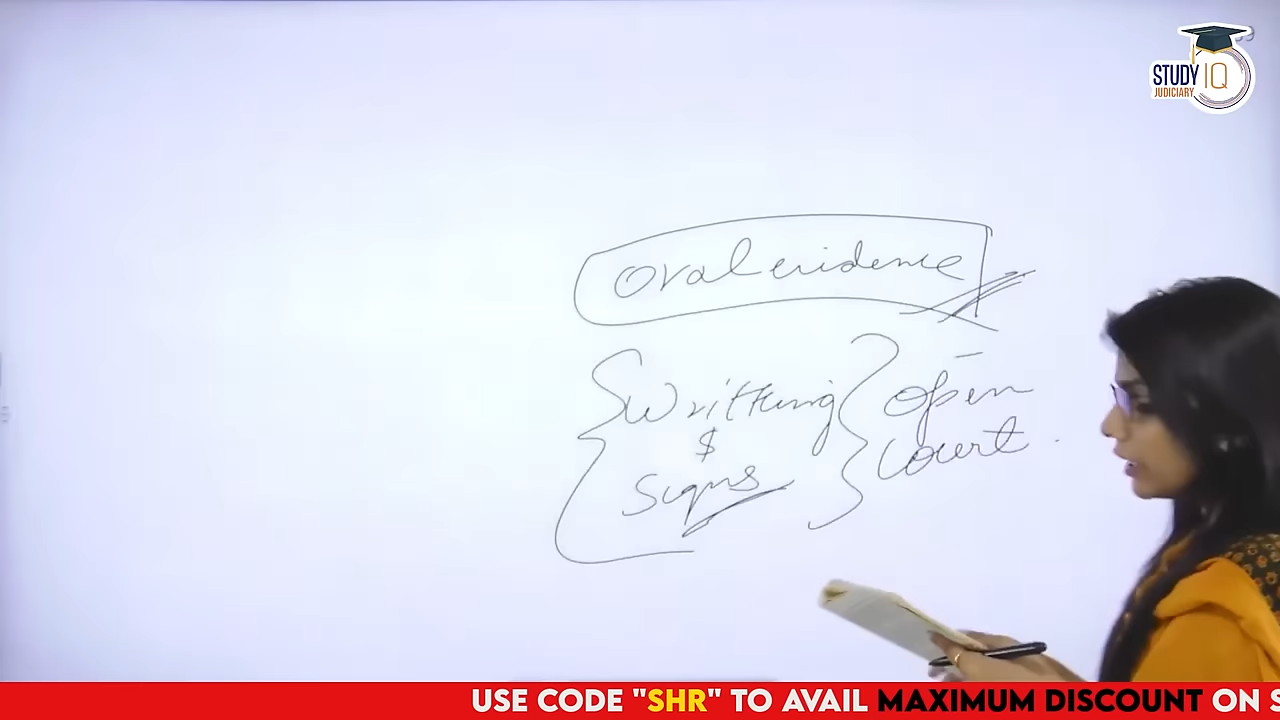 STUDY IQ
JUDICIARY
Oral evidence
writting open
$ court.
signs
USE CODE "SHR" TO AVAIL MAXIMUM DISCOUNT ON S